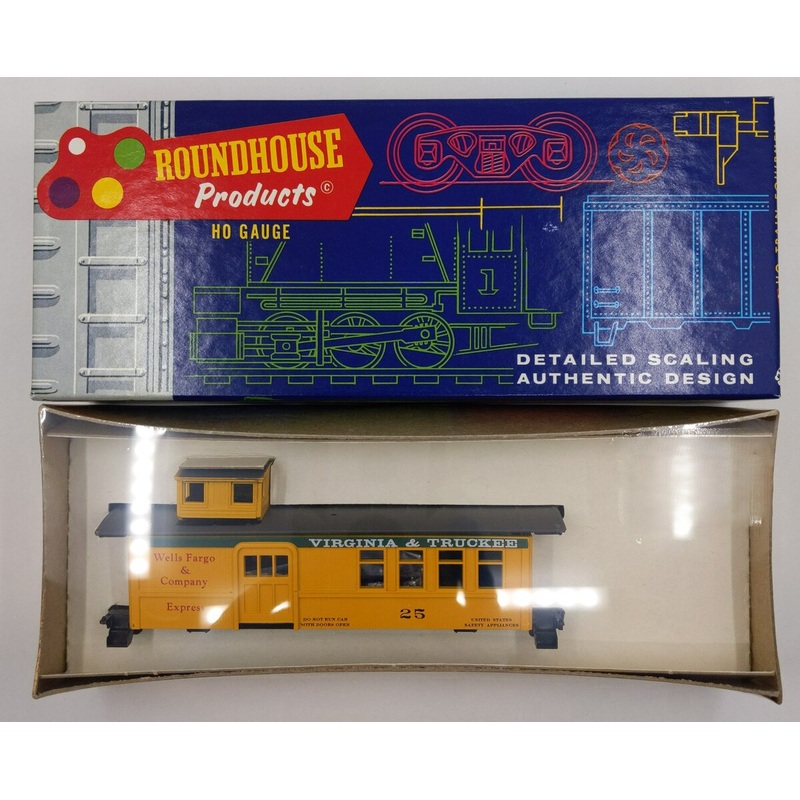 ROUNDHOUSE
Products ©
HO GAUGE
1
DETAILED SCALING
AUTHENTIC DESIGN
VIRGINIA & TRUCKEE
Wells Fargo
&
Company
Express
25
DO NOT RUN CAR
WITH DOORS OPEN
UNITED STATES
SAFETY APPLIANCES